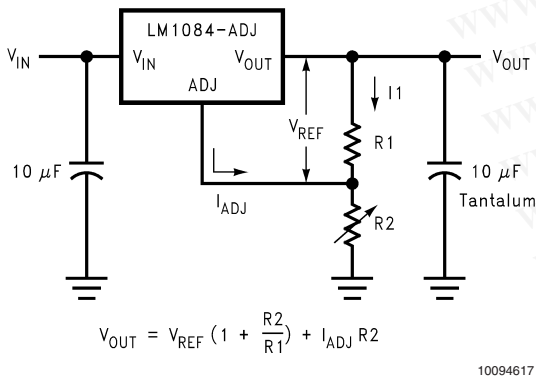 LM1084-ADJ
V_IN V_IN V_OUT V_OUT
ADJ
I1
V_REF
R1
10 μF
10 μF
Tantalum
I_ADJ
R2
V_OUT = V_REF (1 + R2/R1) + I_ADJ R2
10094617